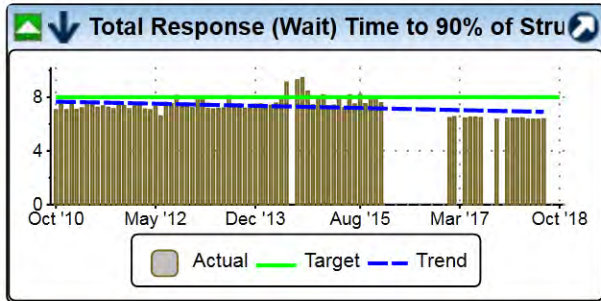 Total Response (Wait) Time to 90% of Stru
8
4
0
Oct '10 May '12 Dec '13 Aug '15 Mar '17 Oct '18
Actual Target Trend